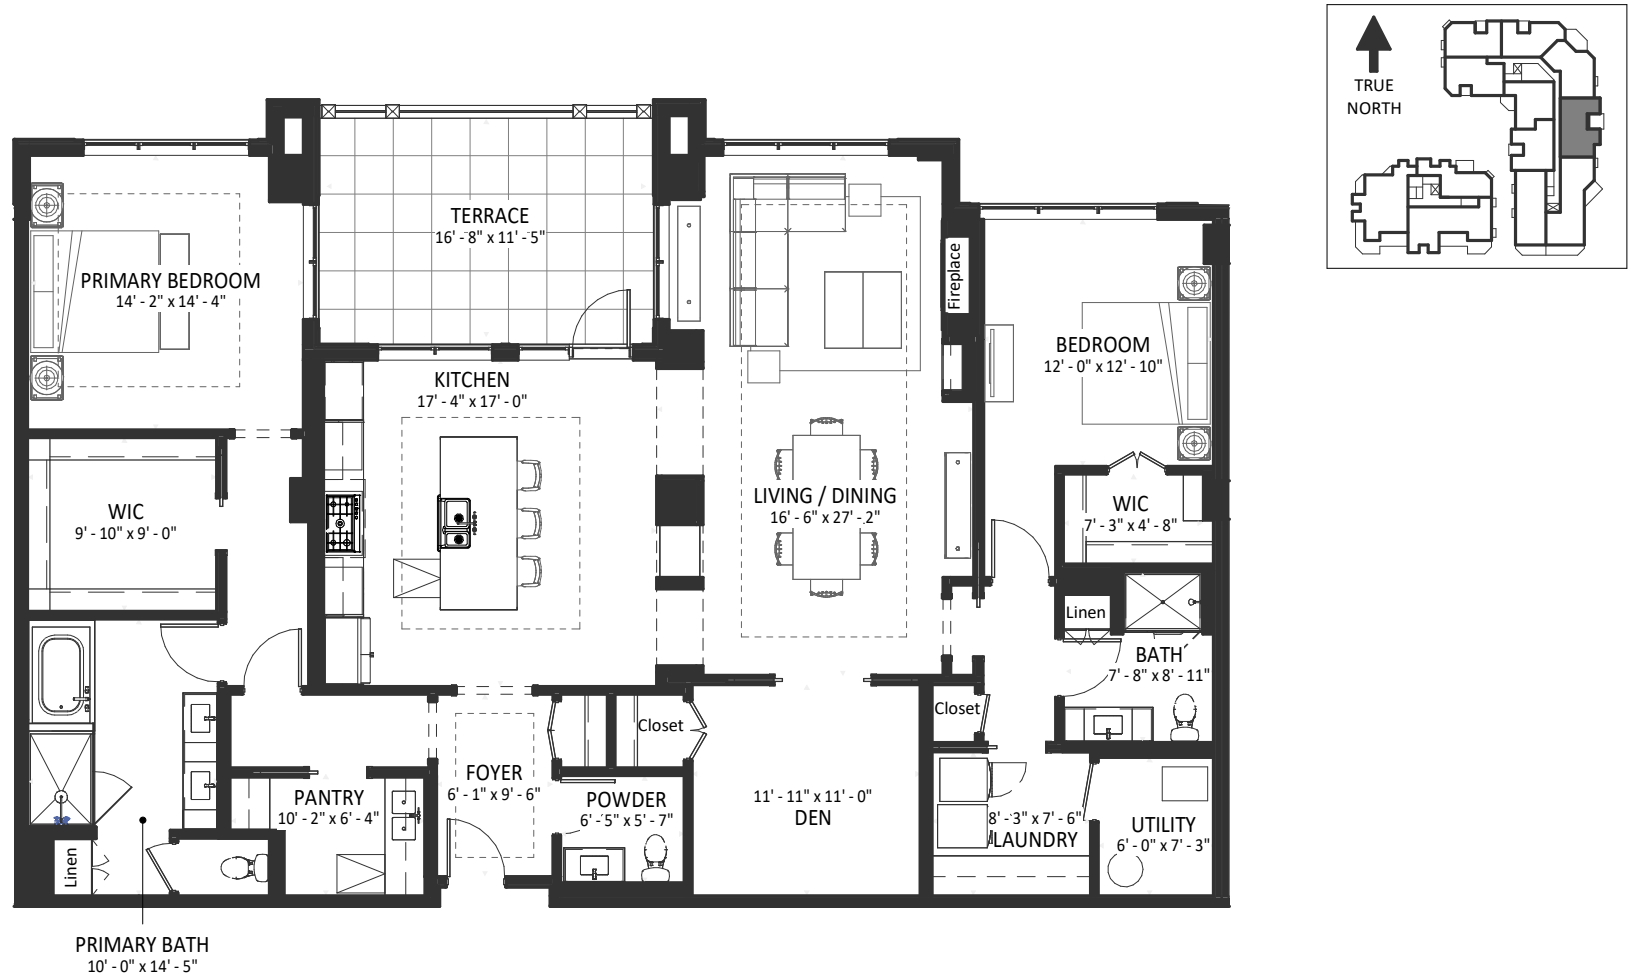 TRUE
NORTH
TERRACE
16' - 8" x 11' - 5"
PRIMARY BEDROOM
14' - 2" x 14' - 4"
Fireplace
BEDROOM
12' - 0" x 12' - 10"
KITCHEN
17' - 4" x 17' - 0"
LIVING / DINING
16' - 6" x 27' - 2"
WIC
9' - 10" x 9' - 0"
WIC
7' - 3" x 4' - 8"
Linen
BATH
7' - 8" x 8' - 11"
Closet
Closet
FOYER
6' - 1" x 9' - 6"
PANTRY
10' - 2" x 6' - 4"
POWDER
6' - 5" x 5' - 7"
11' - 11" x 11' - 0"
DEN
8' - 3" x 7' - 6"
LAUNDRY
UTILITY
6' - 0" x 7' - 3"
Linen
PRIMARY BATH
10' - 0" x 14' - 5"